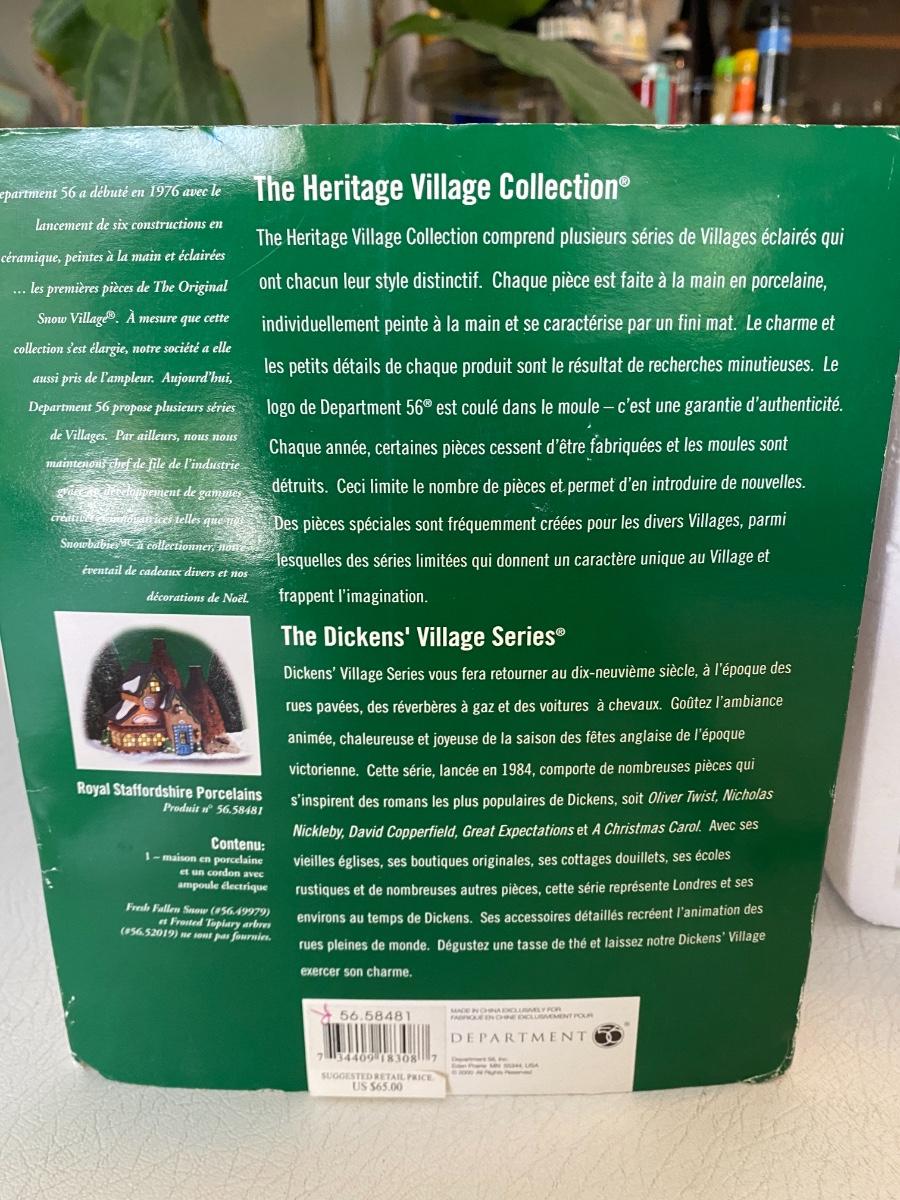 epartment 56 a débuté en 1976 avec le
lancement de six constructions en
céramique, peintes à la main et éclairées
... les premières pièces de The Original
Snow Village®. À mesure que cette
collection s'est élargie, notre société a elle
aussi pris de l'ampleur. Aujourd'hui,
Department 56 propose plusieurs séries
de Villages. Par ailleurs, nous nous
maintenons chef de file de l'industrie
développement de gammes
telles que
Snowbabies à collectionner,
éventail de cadeaux divers et nos
décorations de Noël.
Royal Staffordshire Porcelains
Produit n° 56.58481
Contenu:
1 – maison en porcelaine
et un cordon avec
ampoule électrique
Fresh Fallen Snow (#56.49979)
et Frosted Topiary arbres
(#56.52019) ne sont pas fournies.
The Heritage Village Collection®
The Heritage Village Collection comprend plusieurs séries de Villages éclairés qui
ont chacun leur style distinctif. Chaque pièce est faite à la main en porcelaine,
individuellement peinte à la main et se caractérise par un fini mat. Le charme et
les petits détails de chaque produit sont le résultat de recherches minutieuses. Le
logo de Department 56® est coulé dans le moule – c'est une garantie d'authenticité.
Chaque année, certaines pièces cessent d'être fabriquées et les moules sont
détruits. Ceci limite le nombre de pièces et permet d'en introduire de nouvelles.
Des pièces spéciales sont fréquemment créées pour les divers Villages, parmi
lesquelles des séries limitées qui donnent un caractère unique au Village et
frappent l'imagination.
The Dickens' Village Series®
Dickens' Village Series vous fera retourner au dix-neuvième siècle, à l'époque des
rues pavées, des réverbères à gaz et des voitures à chevaux. Goûtez l'ambiance
animée, chaleureuse et joyeuse de la saison des fêtes anglaise de l'époque
victorienne. Cette série, lancée en 1984, comporte de nombreuses pièces qui
s'inspirent des romans les plus populaires de Dickens, soit Oliver Twist, Nicholas
Nickleby, David Copperfield, Great Expectations et A Christmas Carol. Avec ses
vieilles églises, ses boutiques originales, ses cottages douillets, ses écoles
rustiques et de nombreuses autres pièces, cette série représente Londres et ses
environs au temps de Dickens. Ses accessoires détaillés recréent l'animation des
rues pleines de monde. Dégustez une tasse de thé et laissez notre Dickens' Village
exercer son charme.
56.58481
7 34409 18308 7
SUGGESTED RETAIL PRICE
US $65.00
MADE IN CHINA EXCLUSIVELY FOR
FABRIQUÉ EN CHINE EXCLUSIVEMENT POUR
DEPARTMENT 56®
Department 56, Inc.
Eden Prairie MN 55344, USA
© 2000 All Rights Reserved